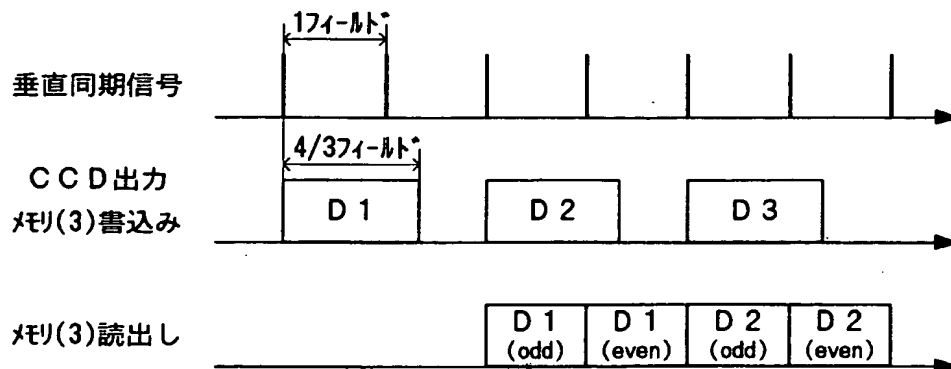 1フィールド
垂直同期信号
4/3フィールド
CCD出力
メモリ(3)書込み
D1
D2
D3
メモリ(3)読出し
D1
(odd)
D1
(even)
D2
(odd)
D2
(even)